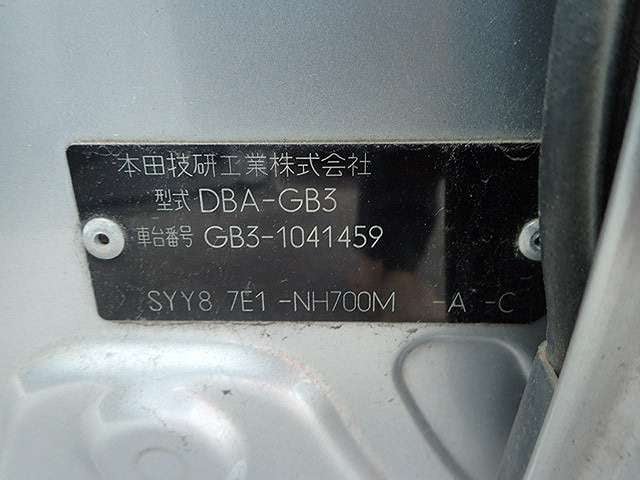 本田技研工業株式会社
型式 DBA-GB3
車台番号 GB3-1041459
SYY8 7E1 -NH700M -A -C